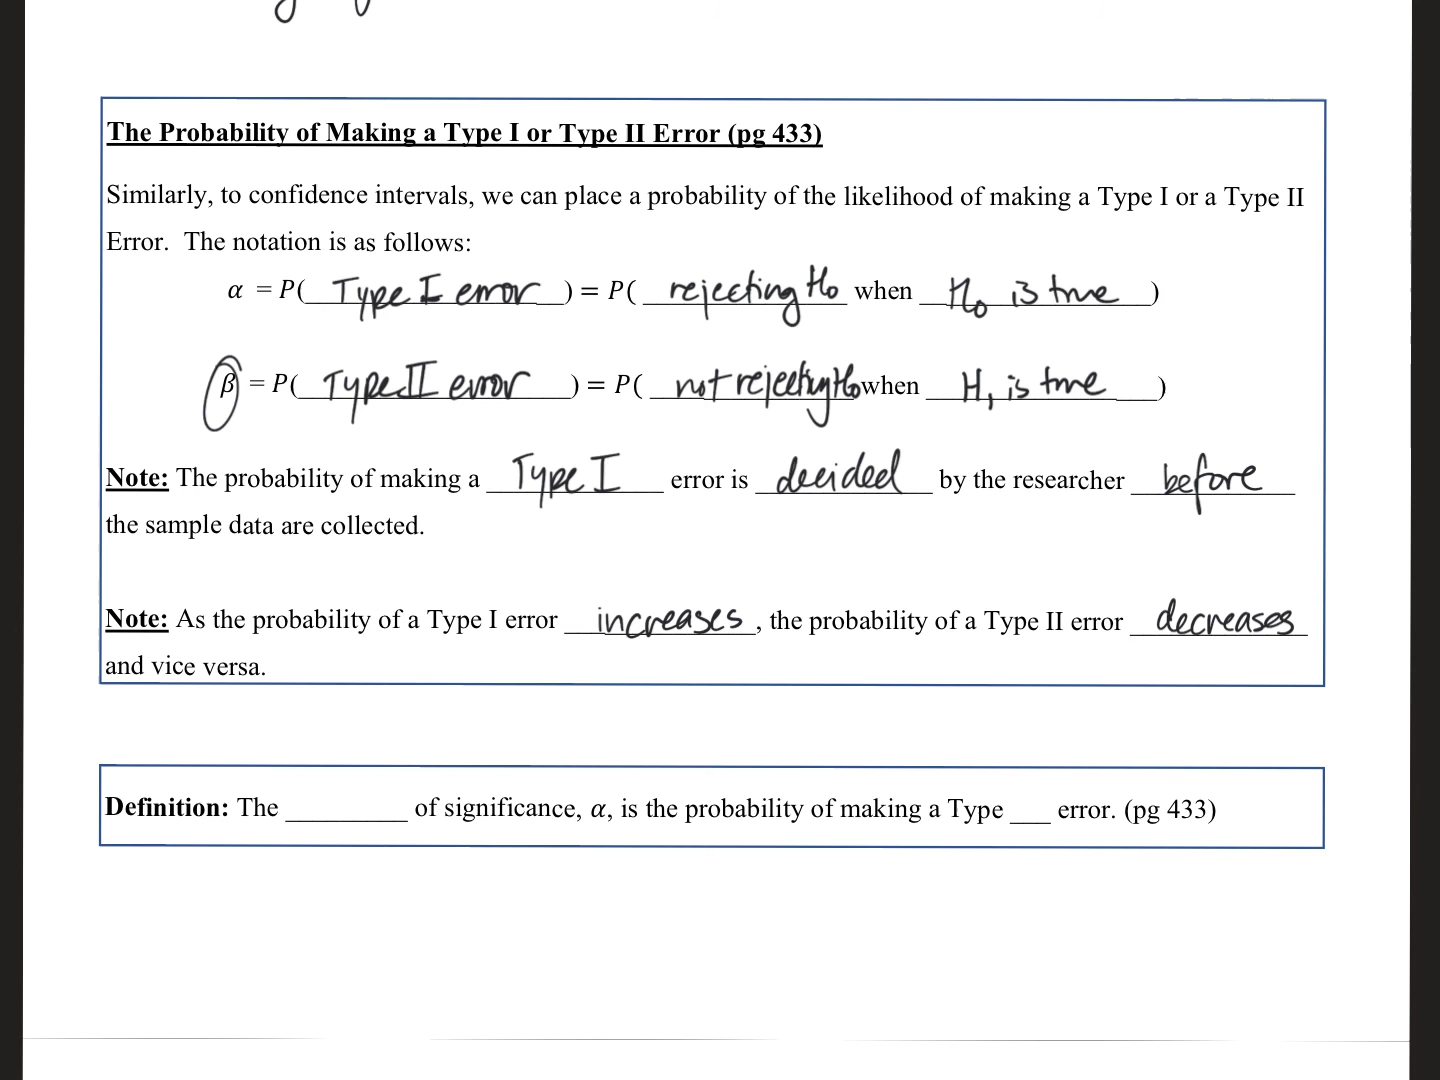 The Probability of Making a Type I or Type II Error (pg 433)
Similarly, to confidence intervals, we can place a probability of the likelihood of making a Type I or a Type II
Error. The notation is as follows:
α = P( Type I error ) = P( rejecting H₀ when H₀ is true )
β = P( Type II error ) = P( not rejecting H₀ when H₁ is true )
Note: The probability of making a Type I error is decided by the researcher before
the sample data are collected.
Note: As the probability of a Type I error increases, the probability of a Type II error decreases
and vice versa.
Definition: The _________ of significance, α, is the probability of making a Type ___ error. (pg 433)